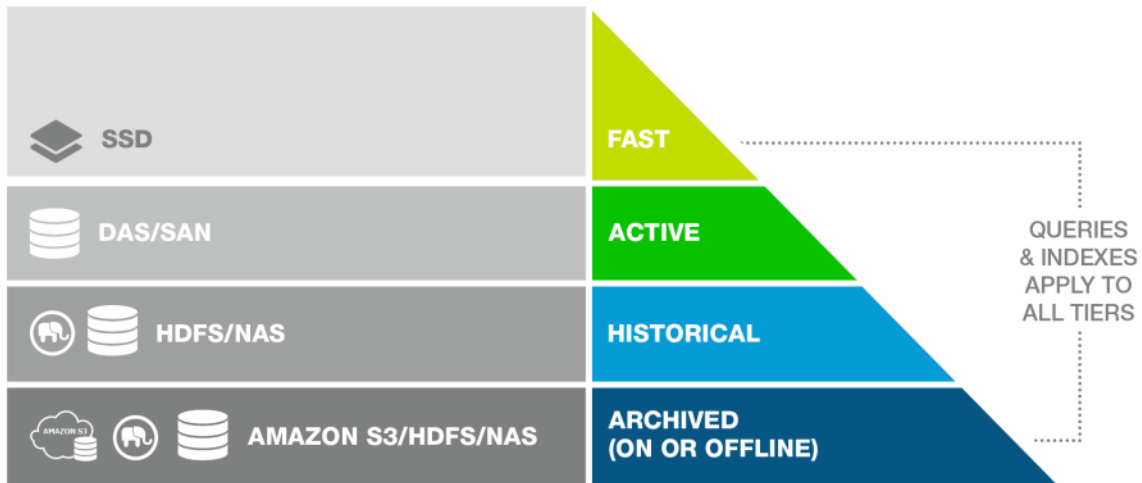 SSD
FAST
DAS/SAN
ACTIVE
HDFS/NAS
HISTORICAL
AMAZON S3
AMAZON S3/HDFS/NAS
ARCHIVED
(ON OR OFFLINE)
QUERIES
& INDEXES
APPLY TO
ALL TIERS